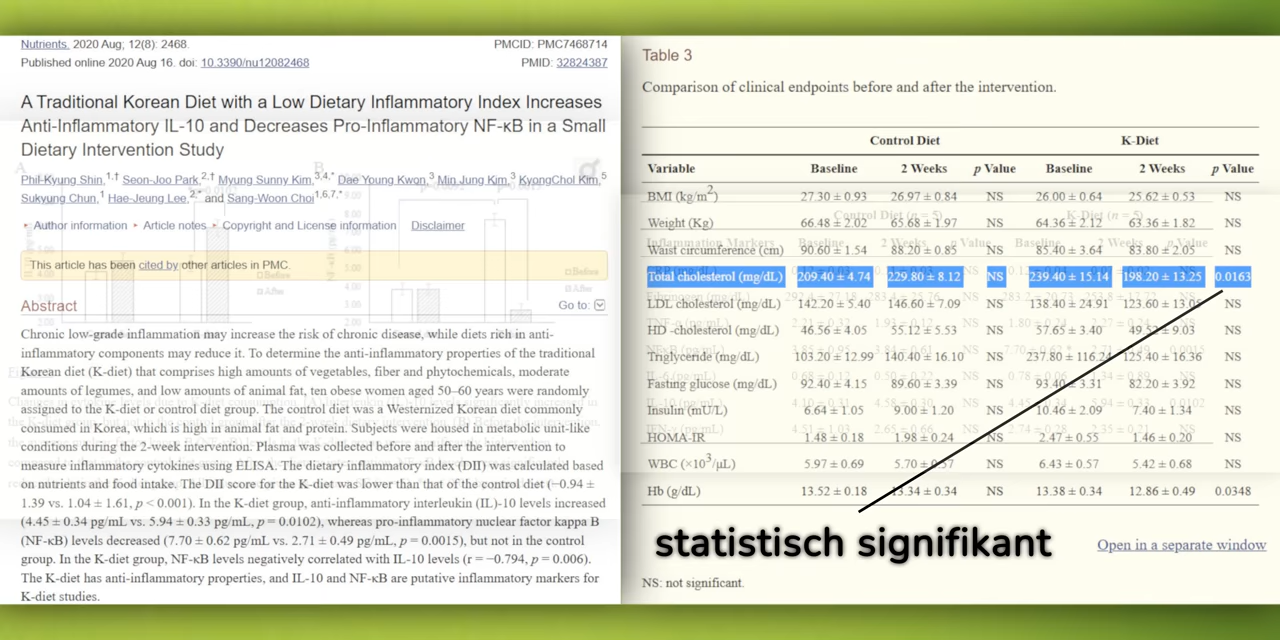 Nutrients. 2020 Aug; 12(8): 2468.
PMCID: PMC7468714
Published online 2020 Aug 16. doi: 10.3390/nu12082468
PMID: 32824387
A Traditional Korean Diet with a Low Dietary Inflammatory Index Increases
Anti-Inflammatory IL-10 and Decreases Pro-Inflammatory NF-κB in a Small
Dietary Intervention Study
Phil-Kyung Shin,1,† Seon-Joo Park,2,† Myung Sunny Kim,3,4,* Dae Young Kwon,3 Min Jung Kim,3 KyongChol Kim,5
Sukyung Chun,1 Hae-Jeung Lee,2,* and Sang-Woon Choi1,6,7,*
Author information Article notes Copyright and License information Disclaimer
This article has been cited by other articles in PMC.
Abstract
Go to:
Chronic low-grade inflammation may increase the risk of chronic disease, while diets rich in anti-
inflammatory components may reduce it. To determine the anti-inflammatory properties of the traditional
Korean diet (K-diet) that comprises high amounts of vegetables, fiber and phytochemicals, moderate
amounts of legumes, and low amounts of animal fat, ten obese women aged 50–60 years were randomly
assigned to the K-diet or control diet group. The control diet was a Westernized Korean diet commonly
consumed in Korea, which is high in animal fat and protein. Subjects were housed in metabolic unit-like
conditions during the 2-week intervention. Plasma was collected before and after the intervention to
measure inflammatory cytokines using ELISA. The dietary inflammatory index (DII) was calculated based
on nutrients and food intake. The DII score for the K-diet was lower than that of the control diet (−0.94 ±
1.39 vs. 1.04 ± 1.61, p < 0.001). In the K-diet group, anti-inflammatory interleukin (IL)-10 levels increased
(4.45 ± 0.34 pg/mL vs. 5.94 ± 0.33 pg/mL, p = 0.0102), whereas pro-inflammatory nuclear factor kappa B
(NF-κB) levels decreased (7.70 ± 0.62 pg/mL vs. 2.71 ± 0.49 pg/mL, p = 0.0015), but not in the control
group. In the K-diet group, NF-κB levels negatively correlated with IL-10 levels (r = −0.794, p = 0.006).
The K-diet has anti-inflammatory properties, and IL-10 and NF-κB are putative inflammatory markers for
K-diet studies.
Table 3
Comparison of clinical endpoints before and after the intervention.
Control Diet K-Diet
Variable Baseline 2 Weeks p Value Baseline 2 Weeks p Value
BMI (kg/m2) 27.30 ± 0.93 26.97 ± 0.84 NS 26.00 ± 0.64 25.62 ± 0.53 NS
Weight (Kg) 66.48 ± 2.02 65.68 ± 1.97 NS 64.36 ± 2.12 63.36 ± 1.82 NS
Waist circumference (cm) 90.60 ± 1.54 88.20 ± 0.85 NS 85.40 ± 3.64 83.80 ± 2.05 NS
Total cholesterol (mg/dL) 209.40 ± 4.74 229.80 ± 8.12 NS 239.40 ± 15.14 198.20 ± 13.25 0.0163
LDL cholesterol (mg/dL) 142.20 ± 5.40 146.60 ± 7.09 NS 138.40 ± 24.91 123.60 ± 13.05 NS
HD -cholesterol (mg/dL) 46.56 ± 4.05 55.12 ± 5.53 NS 57.65 ± 3.40 ± 9.03 NS
Triglyceride (mg/dL) 103.20 ± 12.99 140.40 ± 16.10 NS 237.80 ± 116.24 125.40 ± 16.36 NS
Fasting glucose (mg/dL) 92.40 ± 4.15 89.60 ± 3.39 NS 93.40 ± 3.31 82.20 ± 3.92 NS
Insulin (mU/L) 6.64 ± 1.05 9.00 ± 1.20 NS 10.46 ± 2.09 7.40 ± 1.34 NS
HOMA-IR 1.48 ± 0.18 1.98 ± 0.24 NS 2.47 ± 0.55 1.46 ± 0.20 NS
WBC (×103/μL) 5.97 ± 0.69 5.70 ± 0.57 NS 6.43 ± 0.57 5.42 ± 0.68 NS
Hb (g/dL) 13.52 ± 0.18 13.34 ± 0.34 NS 13.38 ± 0.34 12.86 ± 0.49 0.0348
statistisch signifikant
Open in a separate window
NS: not significant.